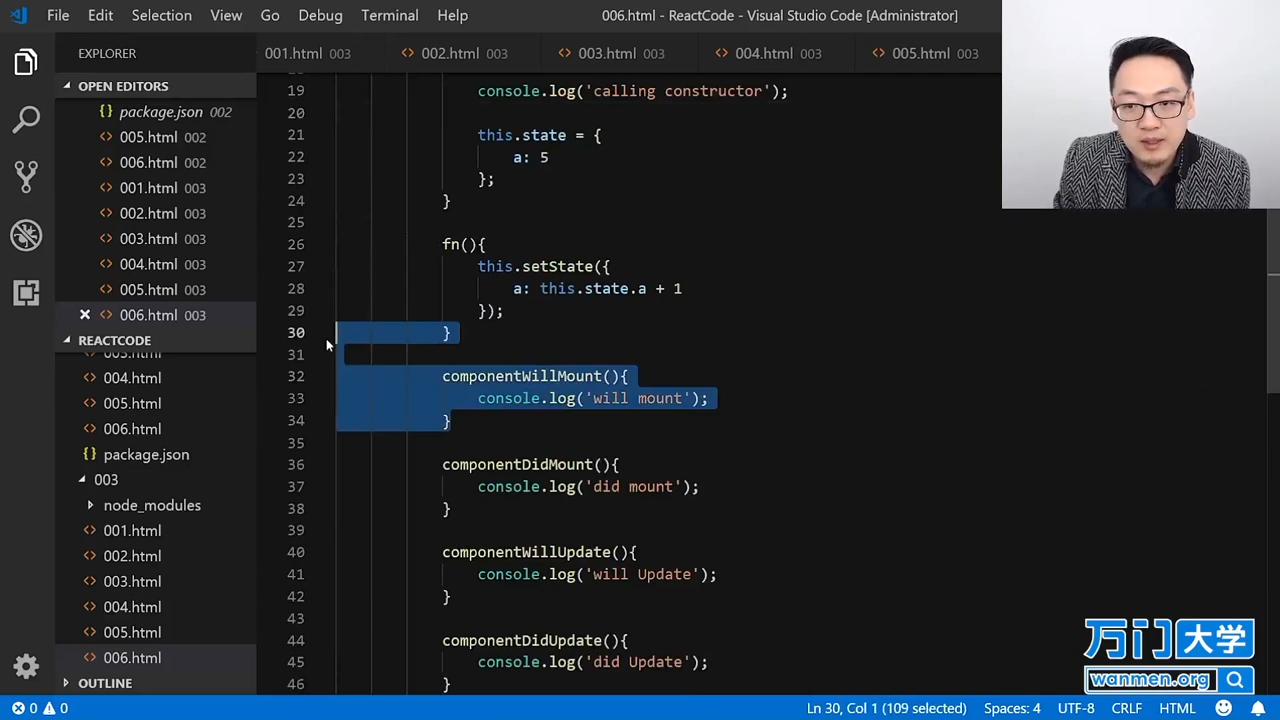 File Edit Selection View Go Debug Terminal Help
006.html - ReactCode - Visual Studio Code [Administrator]
EXPLORER
001.html 003
002.html 003
003.html 003
004.html 003
005.html 003
OPEN EDITORS
package.json 002
005.html 002
006.html 002
001.html 003
002.html 003
003.html 003
004.html 003
005.html 003
006.html 003
REACTCODE
003.html
004.html
005.html
006.html
package.json
003
node_modules
001.html
002.html
003.html
004.html
005.html
006.html
OUTLINE
19 console.log('calling constructor');
20
21 this.state = {
22 a: 5
23 };
24 }
25
26 fn(){
27 this.setState({
28 a: this.state.a + 1
29 });
30 }
31
32 componentWillMount(){
33 console.log('will mount');
34 }
35
36 componentDidMount(){
37 console.log('did mount');
38 }
39
40 componentWillUpdate(){
41 console.log('will Update');
42 }
43
44 componentDidUpdate(){
45 console.log('did Update');
46 }
万门大学
wanmen.org
0 0
Ln 30, Col 1 (109 selected) Spaces: 4 UTF-8 CRLF HTML